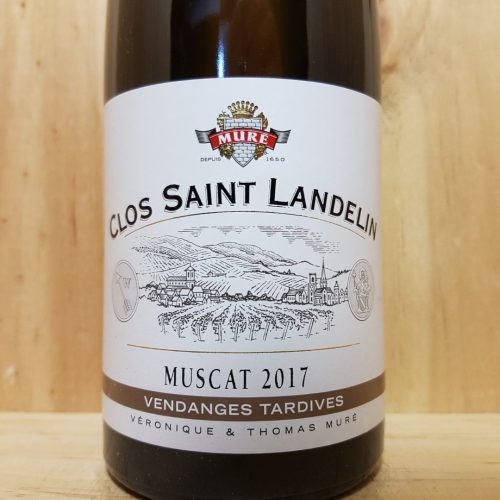 MURÉ
DEPUIS 1650
CLOS SAINT LANDELIN
MUSCAT 2017
VENDANGES TARDIVES
VÉRONIQUE & THOMAS MURÉ